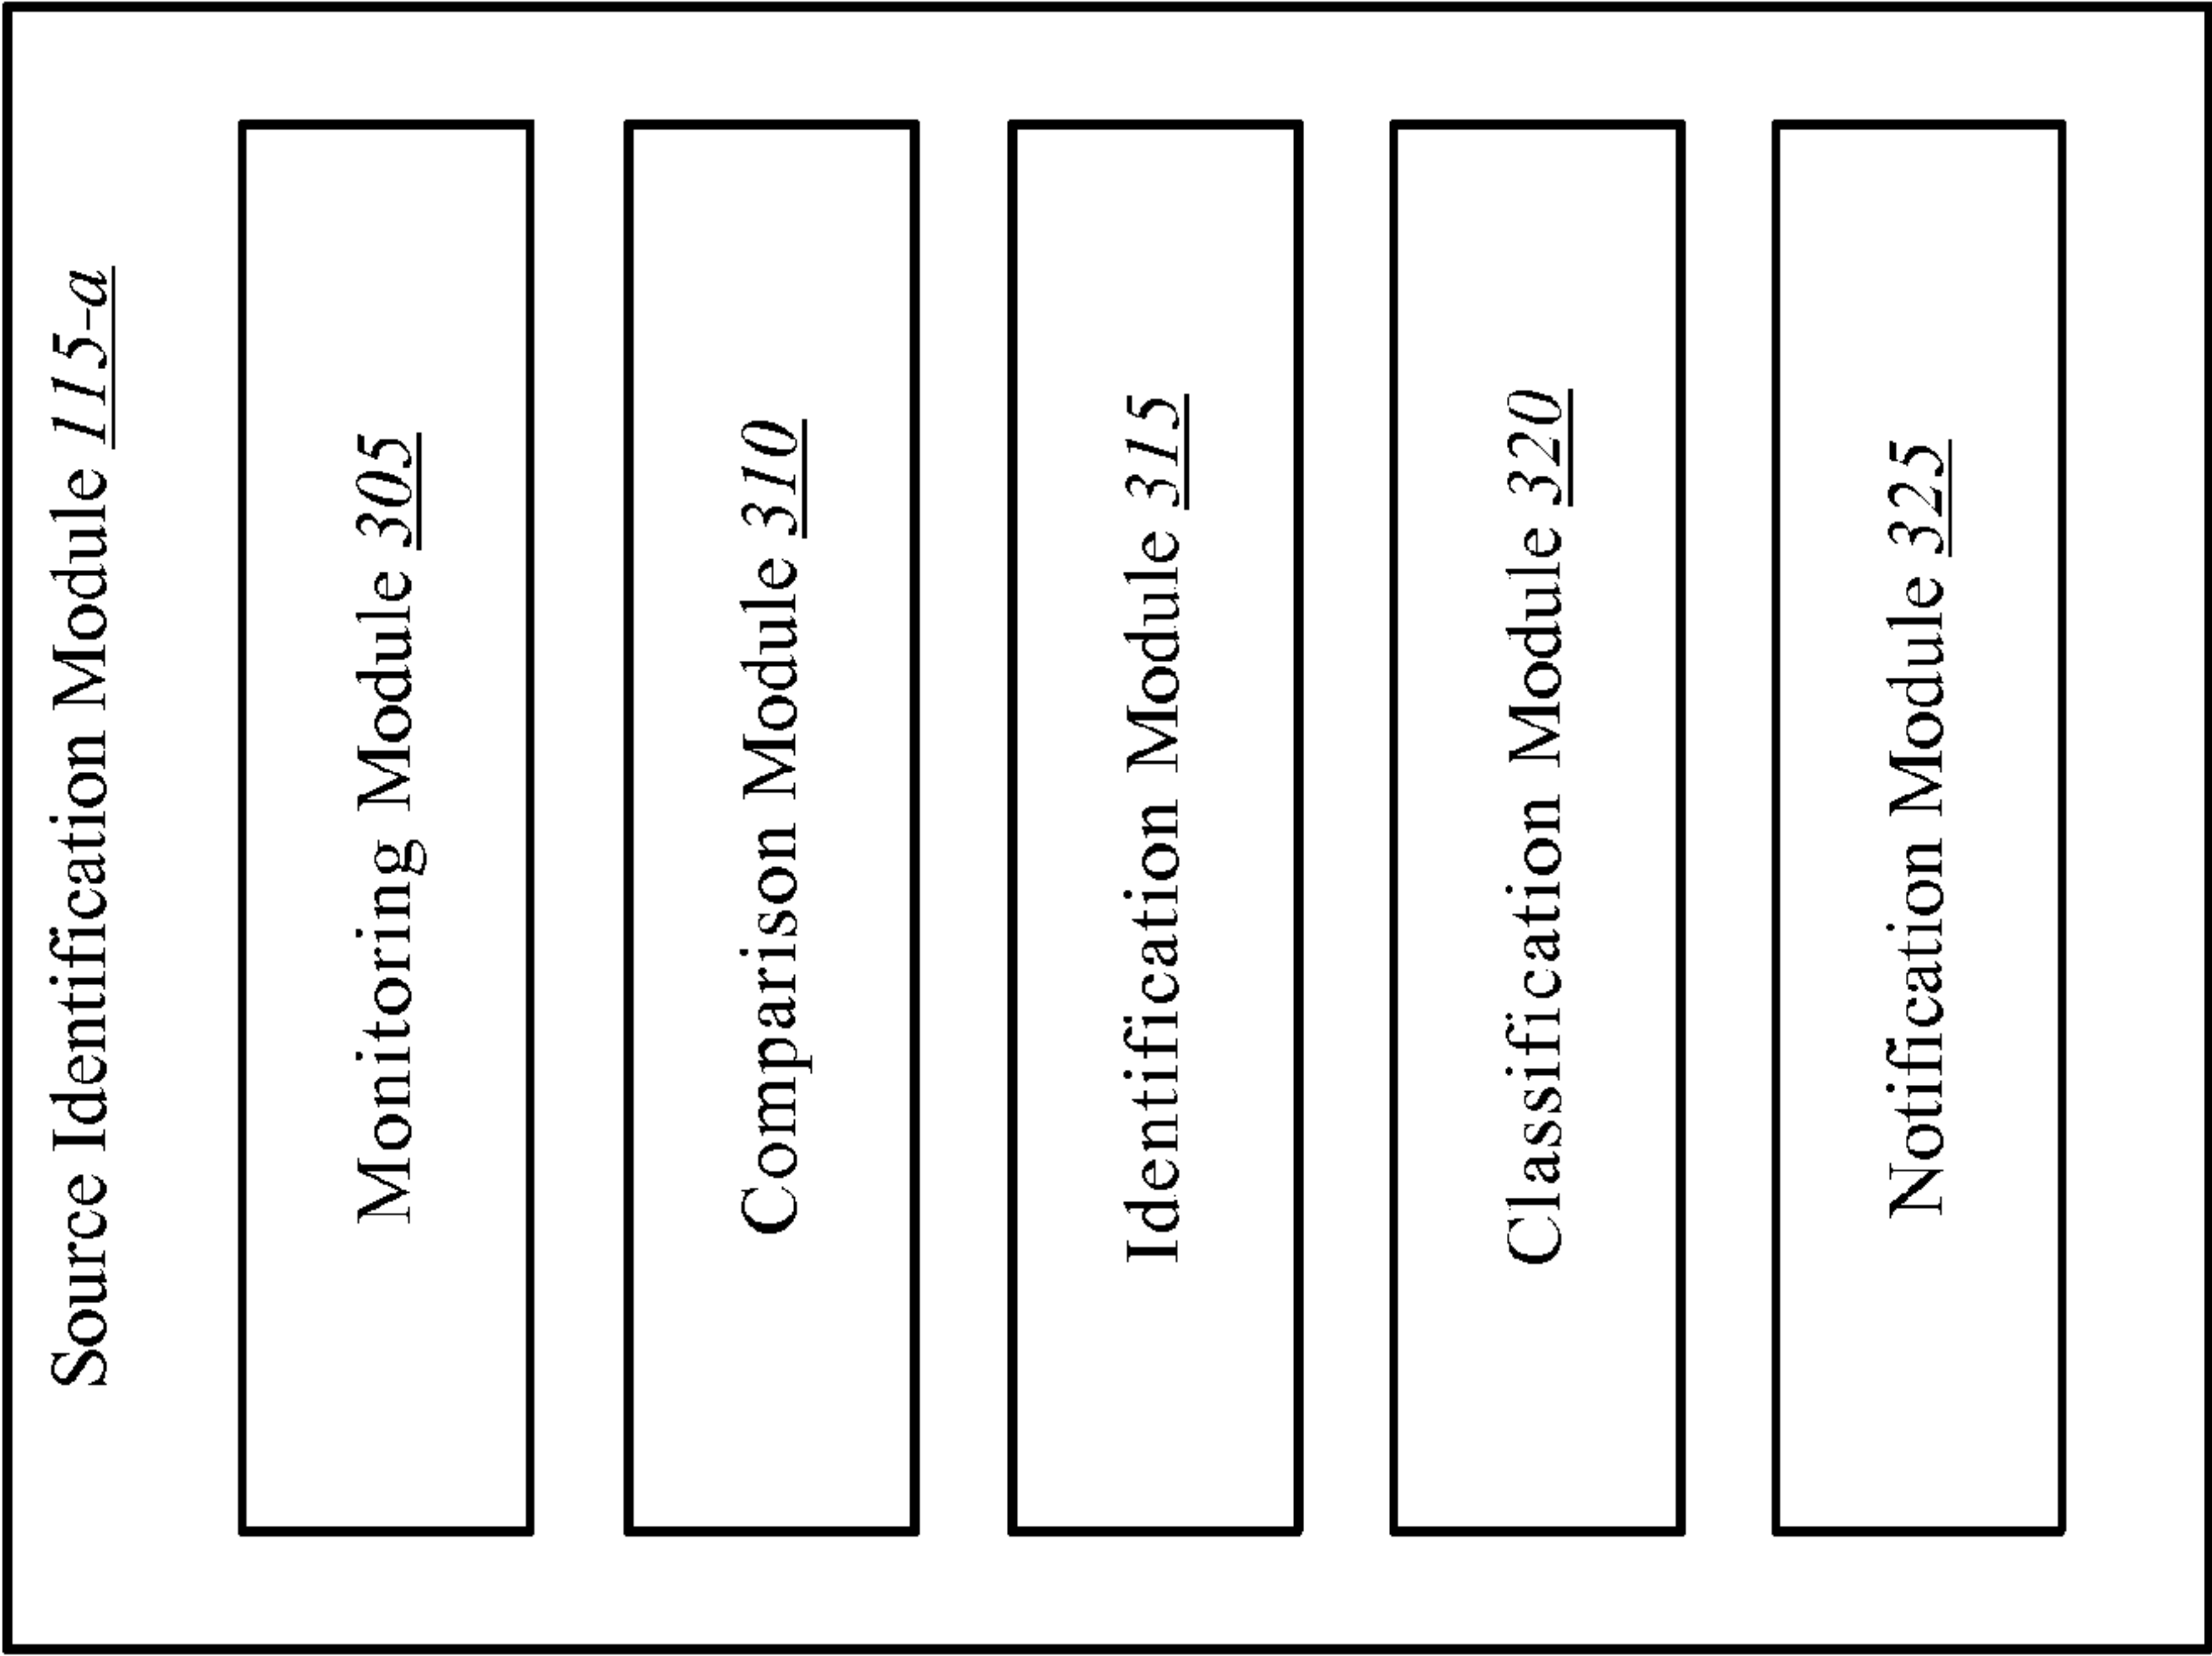 Source Identification Module 115-a
Monitoring Module 305
Comparison Module 310
Identification Module 315
Classification Module 320
Notification Module 325